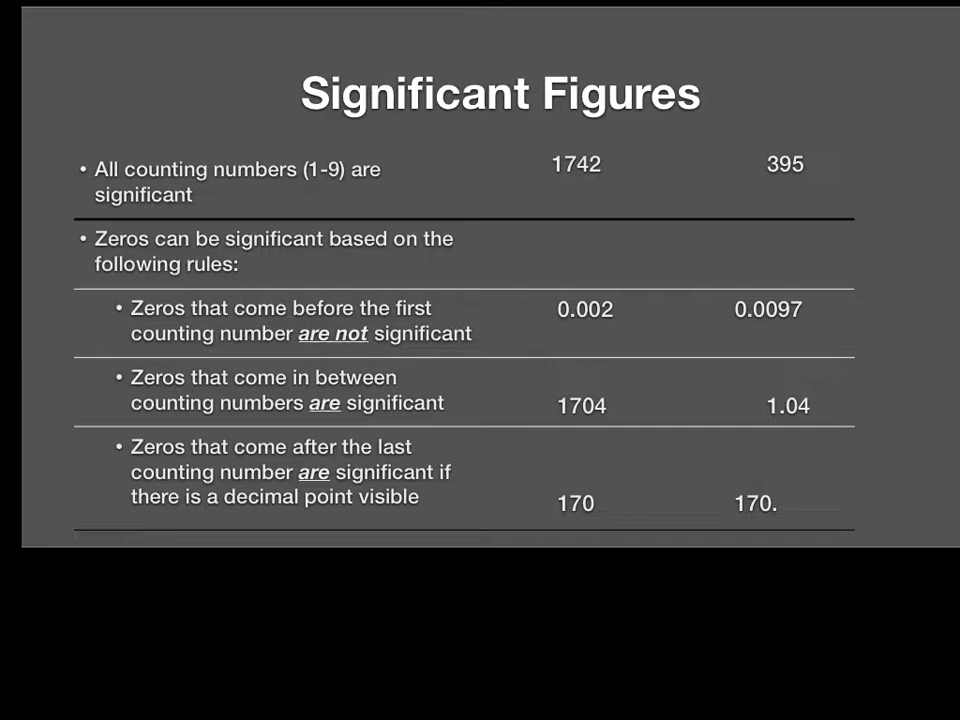 Significant Figures
• All counting numbers (1-9) are
significant
1742 395
• Zeros can be significant based on the
following rules:
• Zeros that come before the first
counting number are not significant
0.002 0.0097
• Zeros that come in between
counting numbers are significant
1704 1.04
• Zeros that come after the last
counting number are significant if
there is a decimal point visible
170 170.